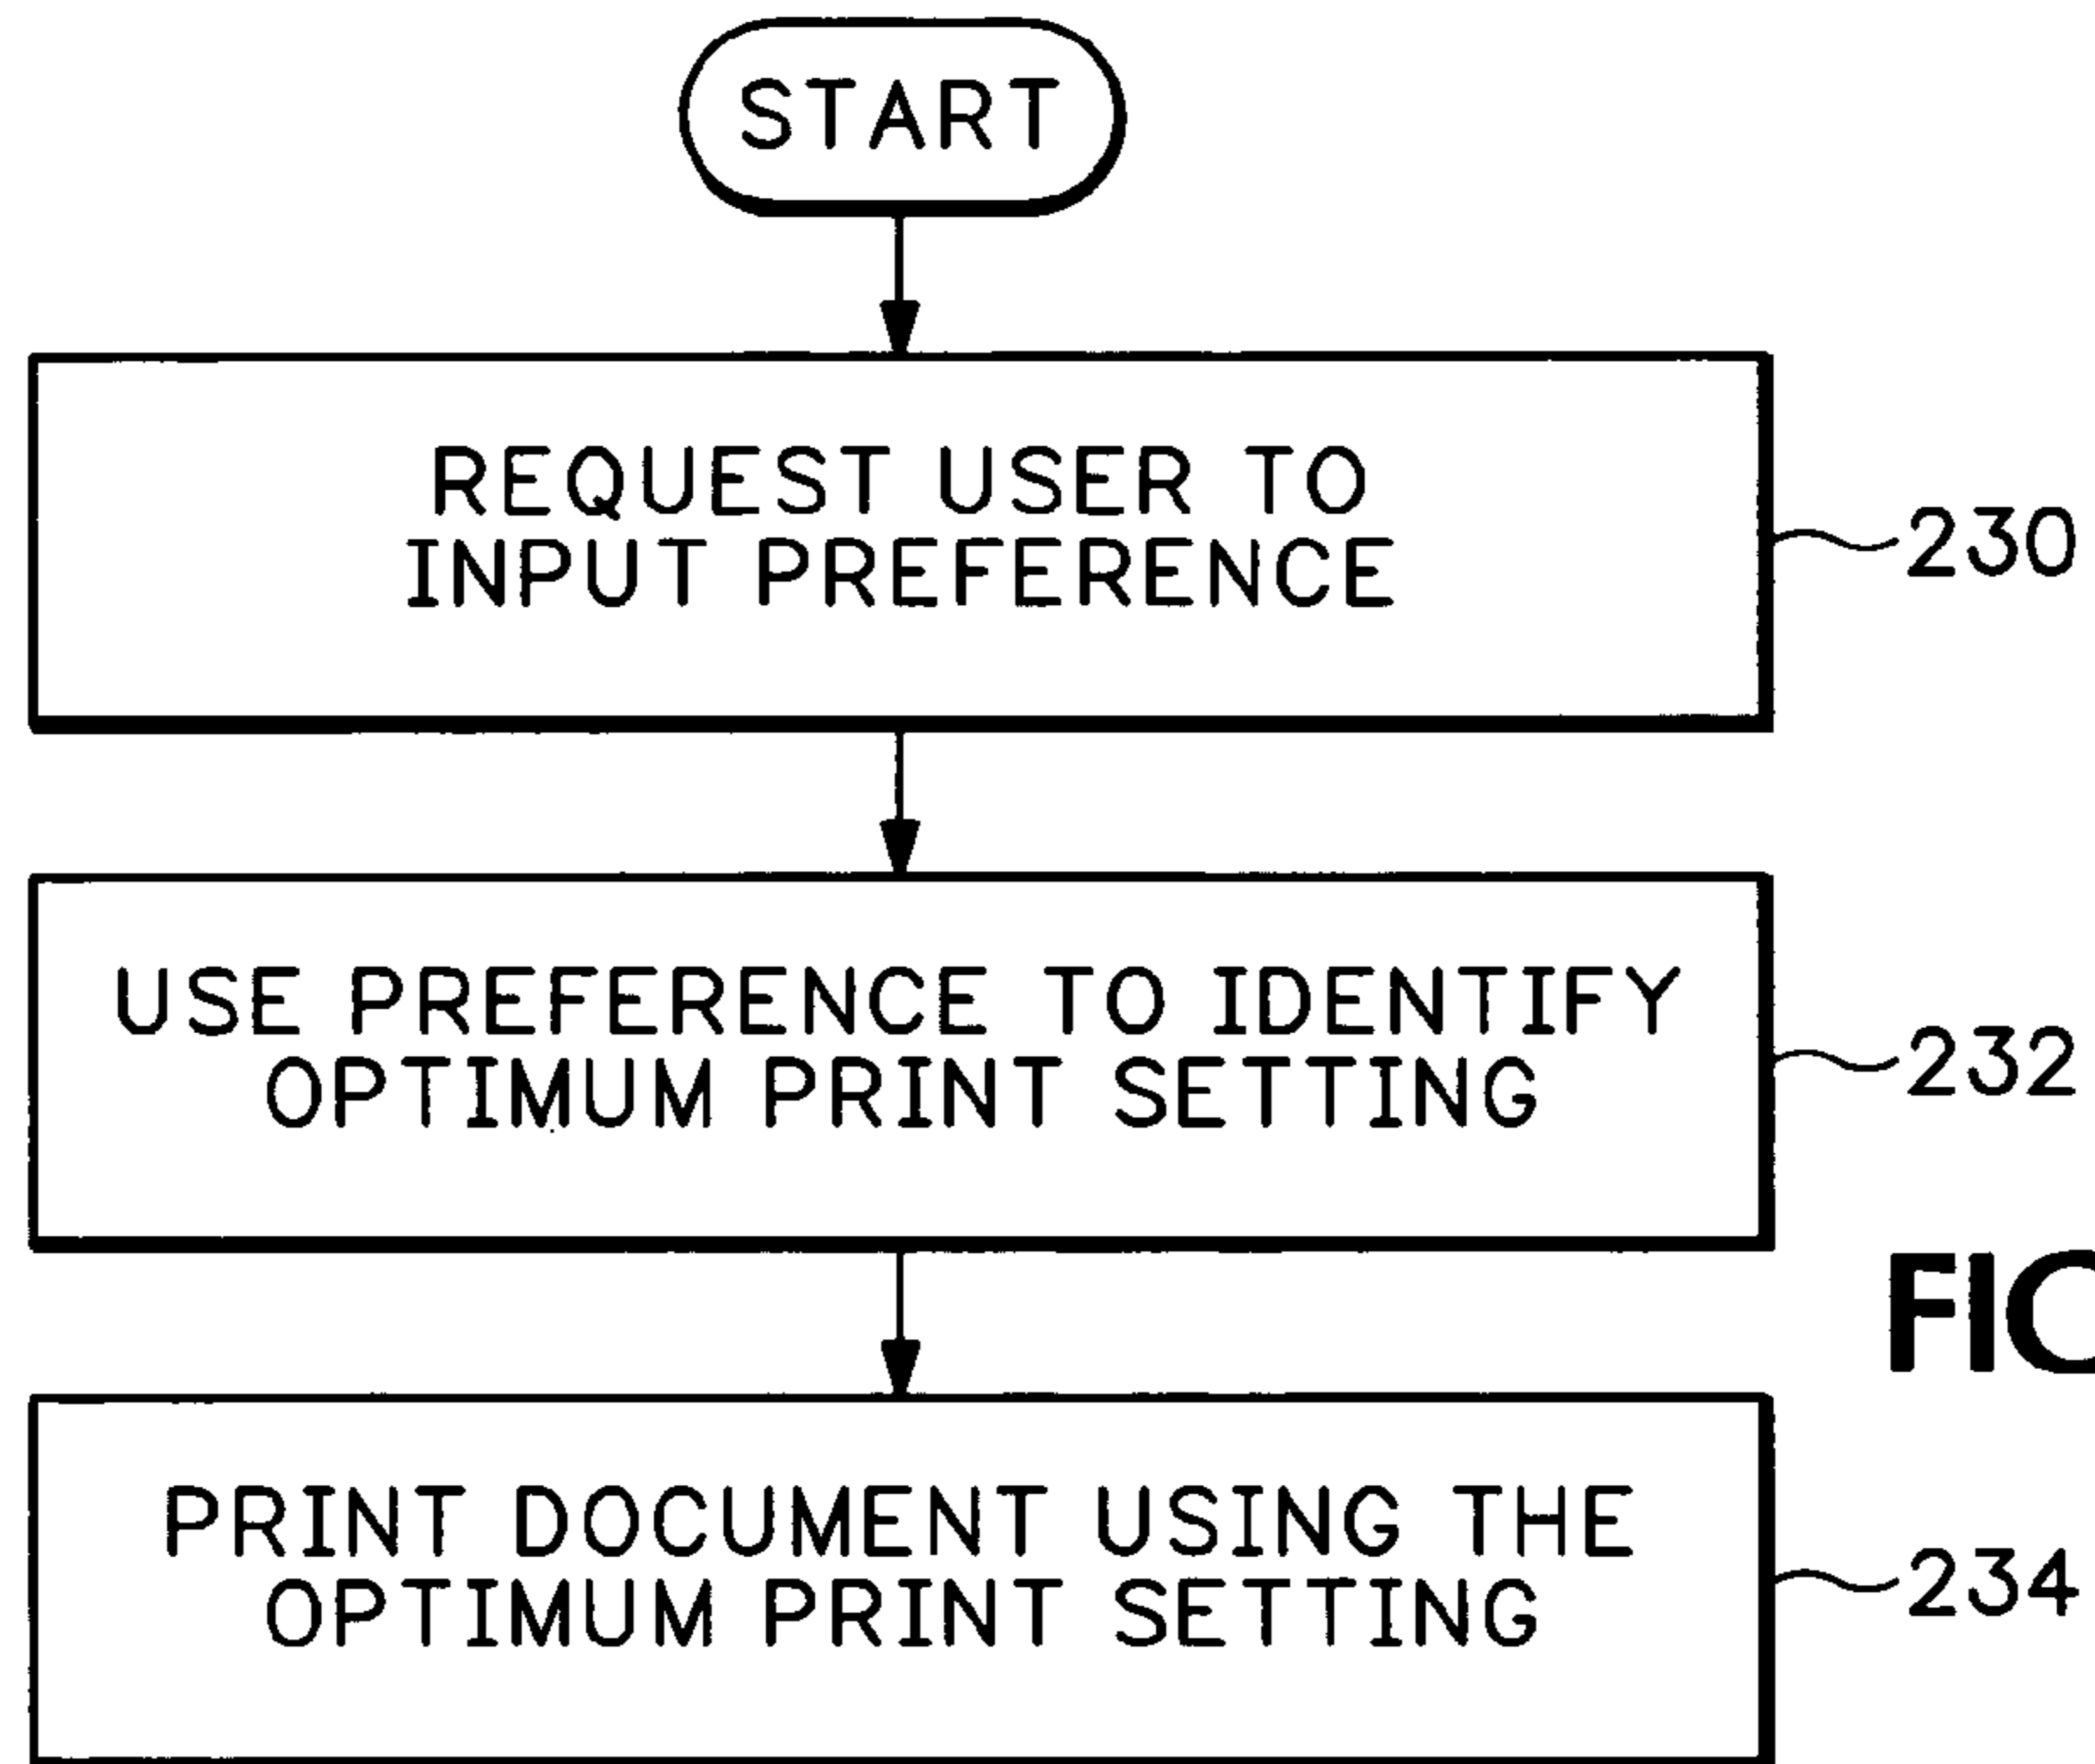 START
REQUEST USER TO
INPUT PREFERENCE
230
USE PREFERENCE TO IDENTIFY
OPTIMUM PRINT SETTING
232
PRINT DOCUMENT USING THE
OPTIMUM PRINT SETTING
234